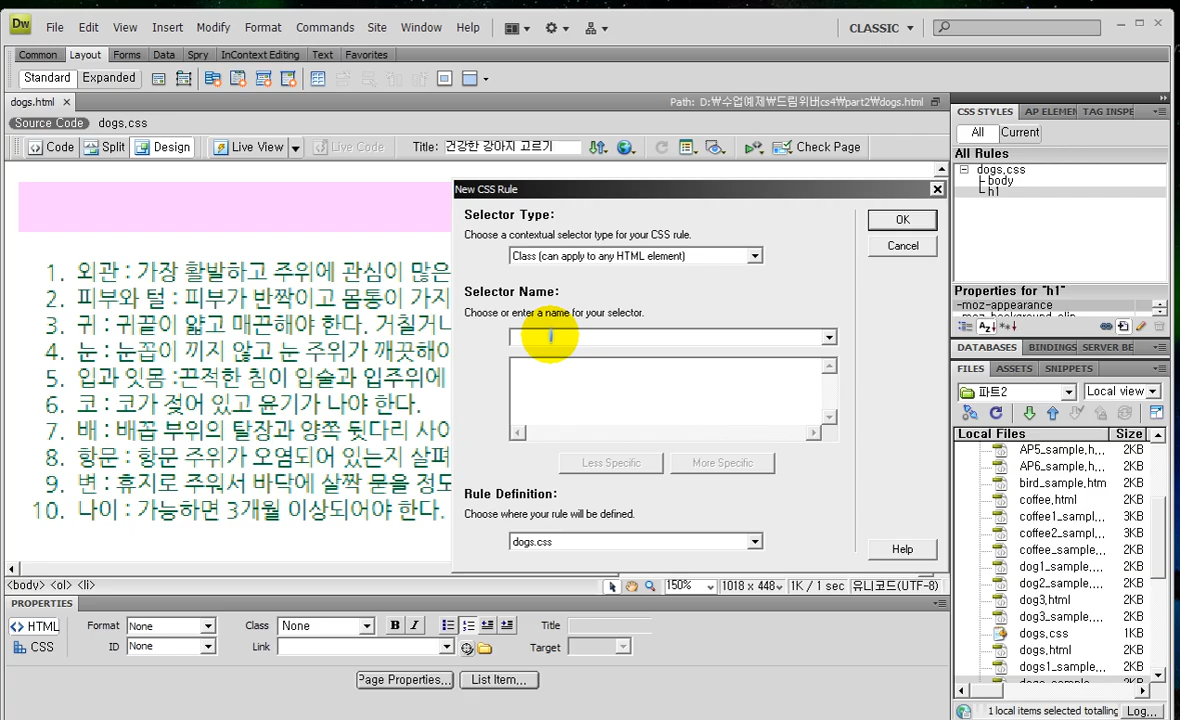 Dw File Edit View Insert Modify Format Commands Site Window Help CLASSIC
Common Layout Forms Data Spry InContext Editing Text Favorites
Standard Expanded
dogs.html Path: D:₩수업예제₩드림위버cs4₩part2₩dogs.html
Source Code dogs.css
Code Split Design Live View Live Code Title: 건강한 강아지 고르기 Check Page
1. 외관 : 가장 활발하고 주위에 관심이 많은
2. 피부와 털 : 피부가 반짝이고 몸통이 가지
3. 귀 : 귀끝이 얇고 매끈해야 한다. 거칠거나
4. 눈 : 눈꼽이 끼지 않고 눈 주위가 깨끗해야
5. 입과 잇몸 :끈적한 침이 입술과 입주위에
6. 코 : 코가 젖어 있고 윤기가 나야 한다.
7. 배 : 배꼽 부위의 탈장과 양쪽 뒷다리 사이
8. 항문 : 항문 주위가 오염되어 있는지 살펴
9. 변 : 휴지로 주워서 바닥에 살짝 묻을 정도
10. 나이 : 가능하면 3개월 이상되어야 한다.
New CSS Rule
Selector Type:
Choose a contextual selector type for your CSS rule.
Class (can apply to any HTML element)
Selector Name:
Choose or enter a name for your selector.
Less Specific More Specific
Rule Definition:
Choose where your rule will be defined.
dogs.css
OK
Cancel
Help
CSS STYLES AP ELEMEN TAG INSPE
All Current
All Rules
dogs.css
body
h1
Properties for "h1"
-moz-appearance
DATABASES BINDINGS SERVER BE
FILES ASSETS SNIPPETS
파트2 Local view
Local Files Size
AP5_sample.h... 2KB
AP6_sample.h... 2KB
bird_sample.htm 2KB
coffee.html 2KB
coffee1_sampl... 3KB
coffee2_sampl... 3KB
coffee_sample... 2KB
dog1_sample.... 2KB
dog2_sample.... 2KB
dog3.html 2KB
dog3_sample.... 2KB
dogs.css 1KB
dogs.html 2KB
dogs1_sample... 2KB
1 local items selected totalling Log...
<body> <ol> <li> 150% 1018 x 448 1K / 1 sec 유니코드(UTF-8)
PROPERTIES
HTML Format None Class None B I Title
CSS ID None Link Target
Page Properties... List Item...